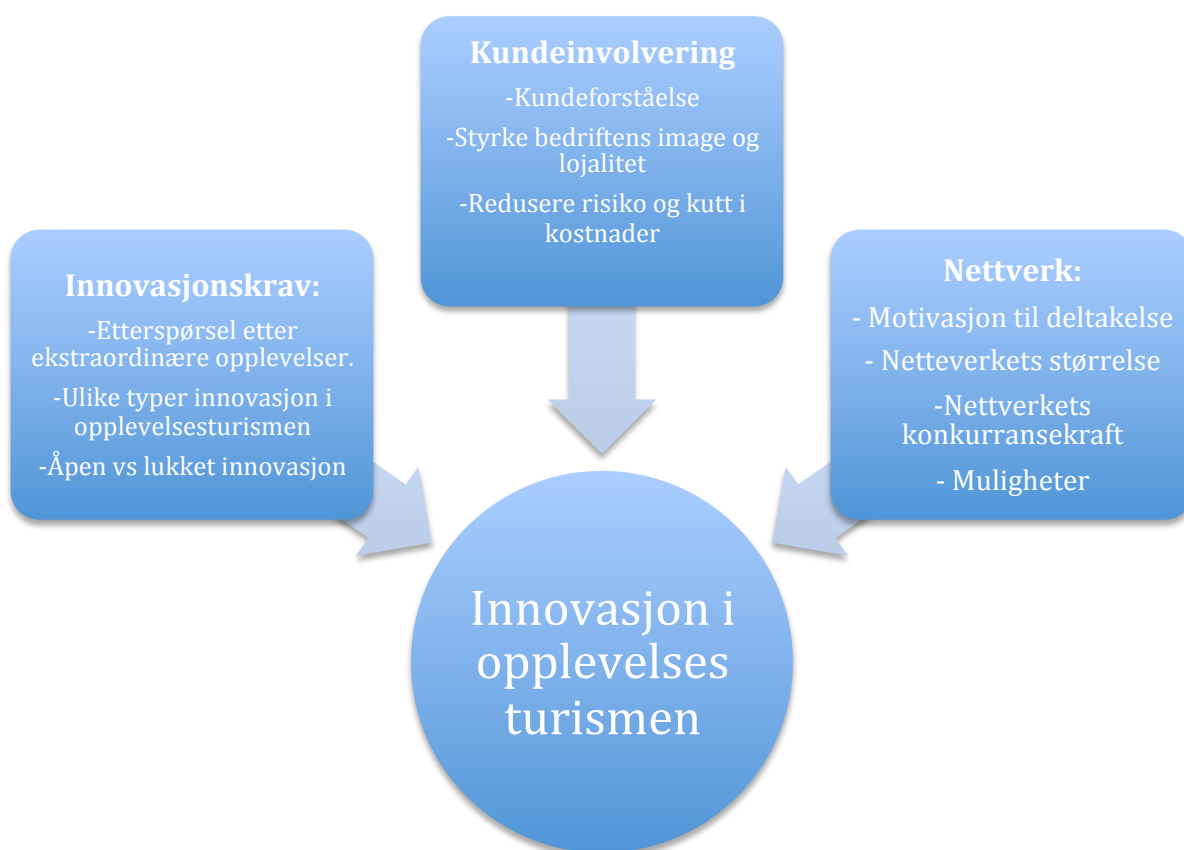 Kundeinvolvering
-Kundeforståelse
-Styrke bedriftens image og
lojalitet
-Redusere risiko og kutt i
kostnader
Innovasjonskrav:
-Etterspørsel etter
ekstraordinære opplevelser.
-Ulike typer innovasjon i
opplevelsesturismen
-Åpen vs lukket innovasjon
Nettverk:
- Motivasjon til deltakelse
- Netteverkets størrelse
-Nettverkets
konkurransekraft
- Muligheter
Innovasjon i
opplevelses
turismen